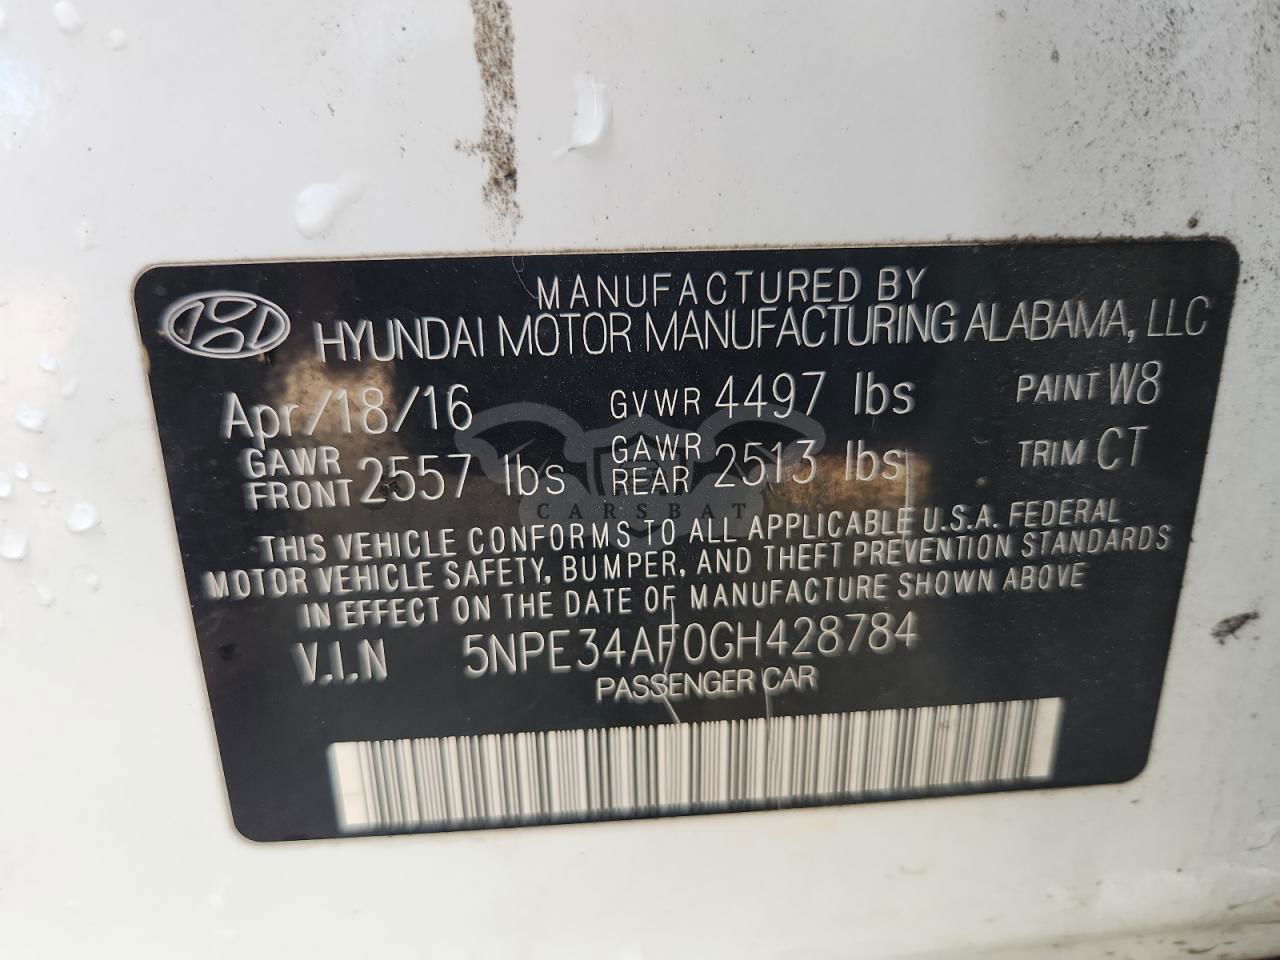 MANUFACTURED BY
HYUNDAI MOTOR MANUFACTURING ALABAMA, LLC
Apr/18/16 GVWR 4497 lbs PAINT W8
GAWR FRONT 2557 lbs GAWR REAR 2513 lbs TRIM CT
CARSBAT
THIS VEHICLE CONFORMS TO ALL APPLICABLE U.S.A. FEDERAL
MOTOR VEHICLE SAFETY, BUMPER, AND THEFT PREVENTION STANDARDS
IN EFFECT ON THE DATE OF MANUFACTURE SHOWN ABOVE
V.I.N 5NPE34AF0GH428784
PASSENGER CAR